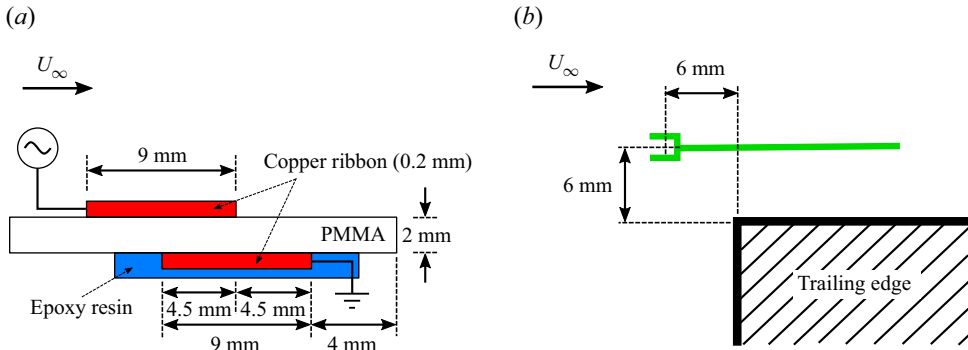 (a)
U∞
9 mm
Copper ribbon (0.2 mm)
PMMA
2 mm
Epoxy resin
4.5 mm 4.5 mm
9 mm
4 mm
(b)
U∞
6 mm
6 mm
Trailing edge